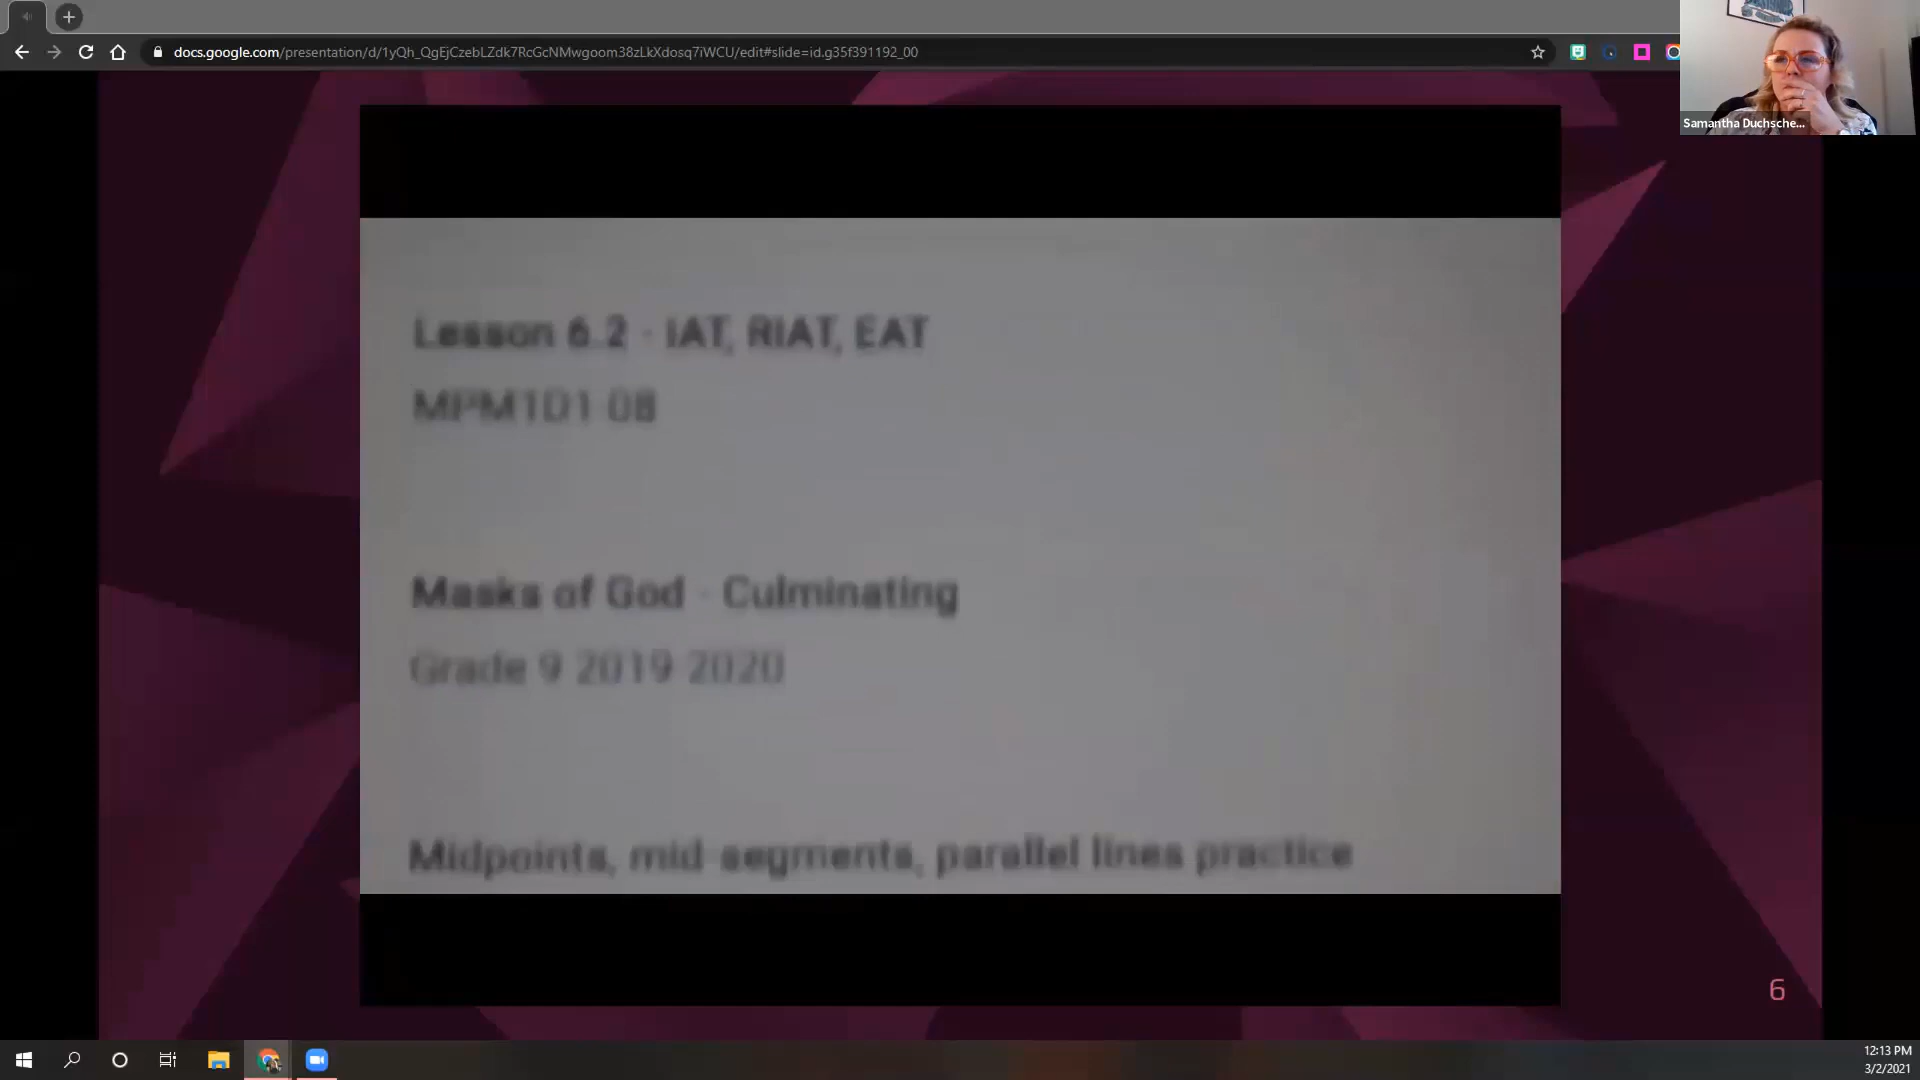 docs.google.com/presentation/d/1yQh_QgEjCzebLZdk7RcGcNMwgoom38zLkXdosq7iWCU/edit#slide=id.g35f391192_00
Samantha Duchsche...
Lesson 6.2 - IAT, RIAT, EAT
MPM1D1-08
Masks of God - Culminating
Grade 9 2019-2020
Midpoints, mid-segments, parallel lines practice
6
12:13 PM
3/2/2021